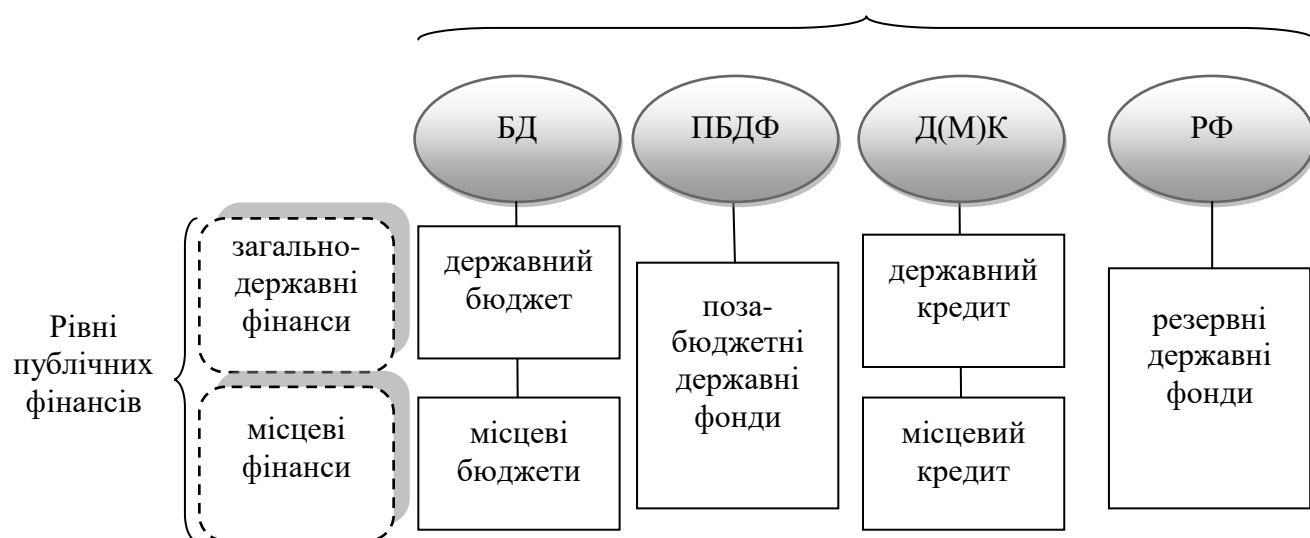 БД
ПБДФ
Д(М)К
РФ
Рівні
публічних
фінансів
загально-
державні
фінанси
місцеві
фінанси
державний
бюджет
місцеві
бюджети
поза-
бюджетні
державні
фонди
державний
кредит
місцевий
кредит
резервні
державні
фонди